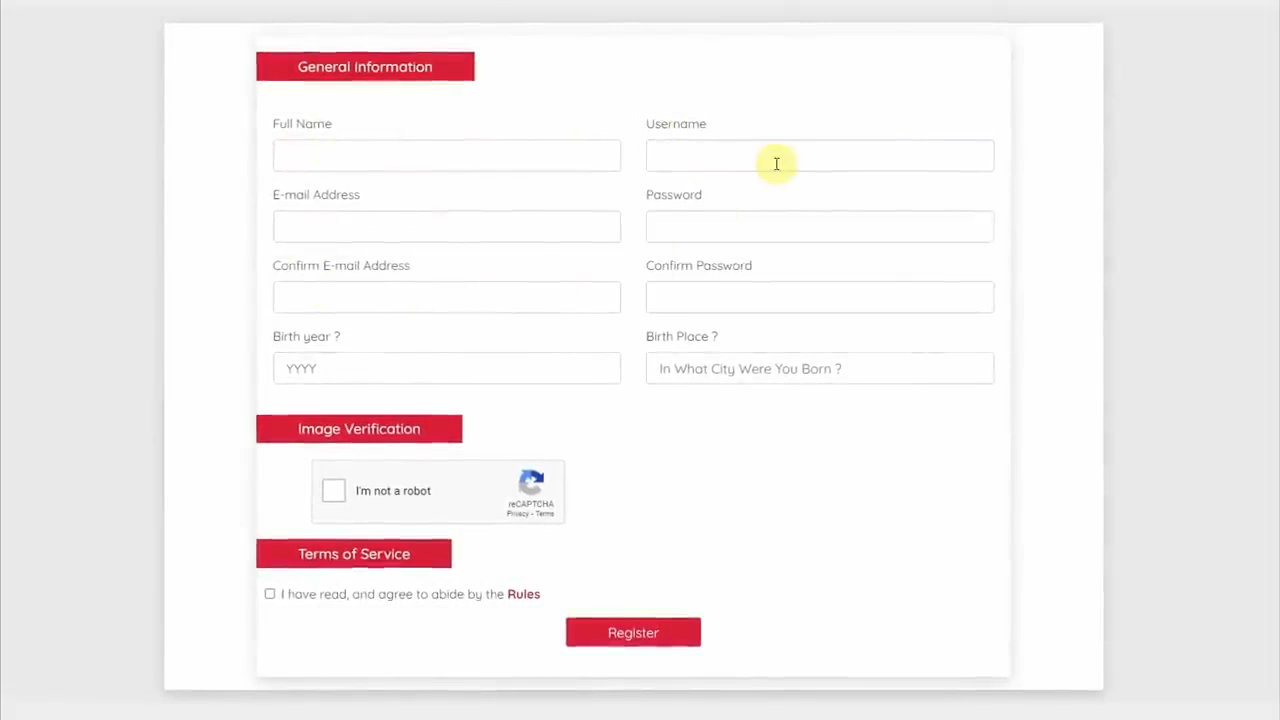 General Information
Full Name
Username
E-mail Address
Password
Confirm E-mail Address
Confirm Password
Birth year ?
Birth Place ?
YYYY
In What City Were You Born ?
Image Verification
I'm not a robot
reCAPTCHA
Privacy - Terms
Terms of Service
I have read, and agree to abide by the Rules
Register